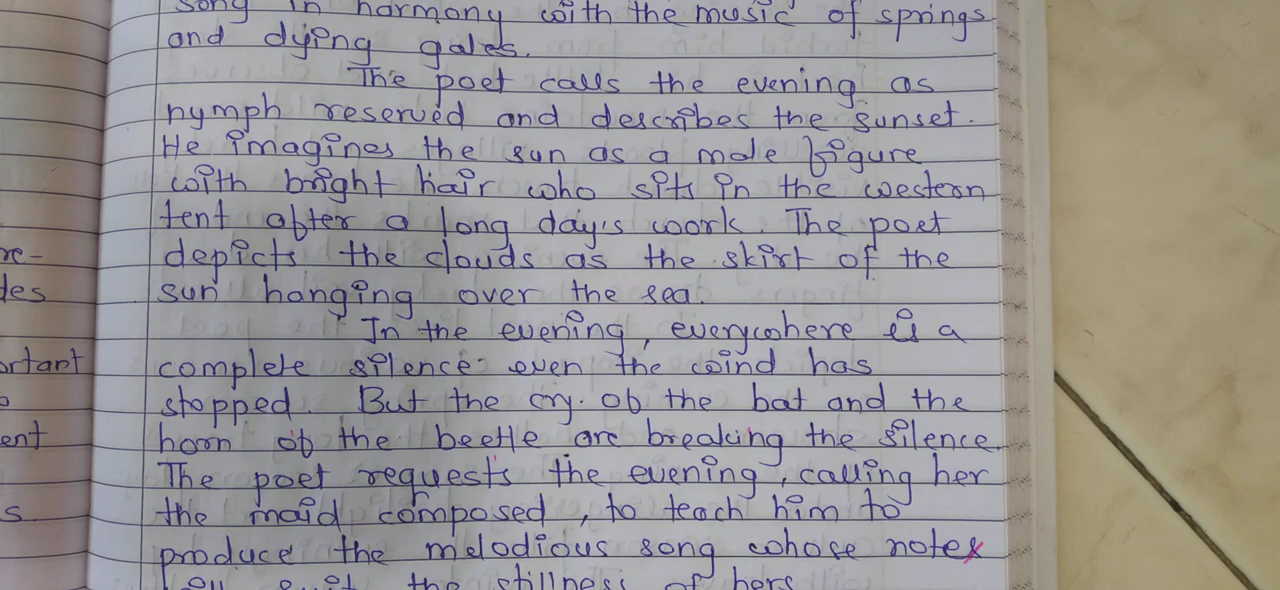 song in harmony with the music of springs
and dying gales.
The poet calls the evening as
nymph reserved and describes the sunset.
He imagines the sun as a male figure
with bright hair who sits in the western
tent after a long day's work. The poet
depicts the clouds as the skirt of the
sun hanging over the sea.
In the evening, everywhere is a
complete silence even the wind has
stopped. But the cry of the bat and the
horn of the beetle are breaking the silence.
The poet requests the evening, calling her
the maid composed, to teach him to
produce the melodious song whose notes
the stillness of hers
re-
des
ortant
ent
s